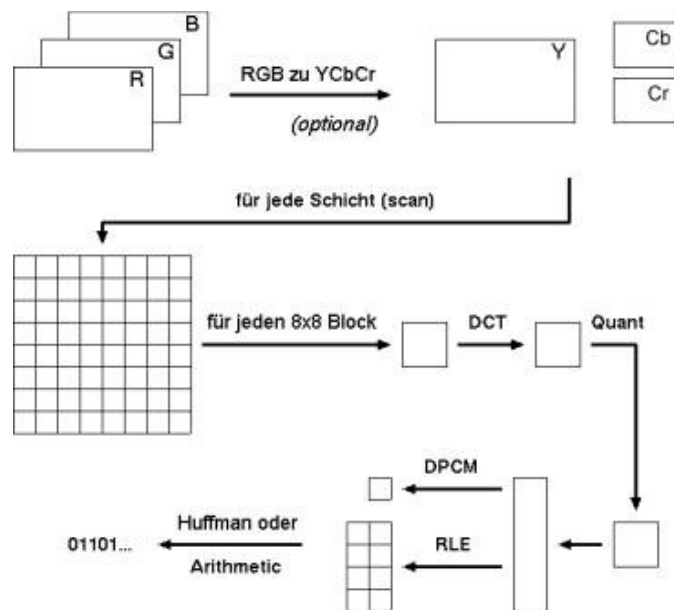 B
G
R
RGB zu YCbCr
(optional)
Y
Cb
Cr
für jede Schicht (scan)
für jeden 8x8 Block
DCT
Quant
DPCM
Huffman oder
Arithmetic
RLE
01101...